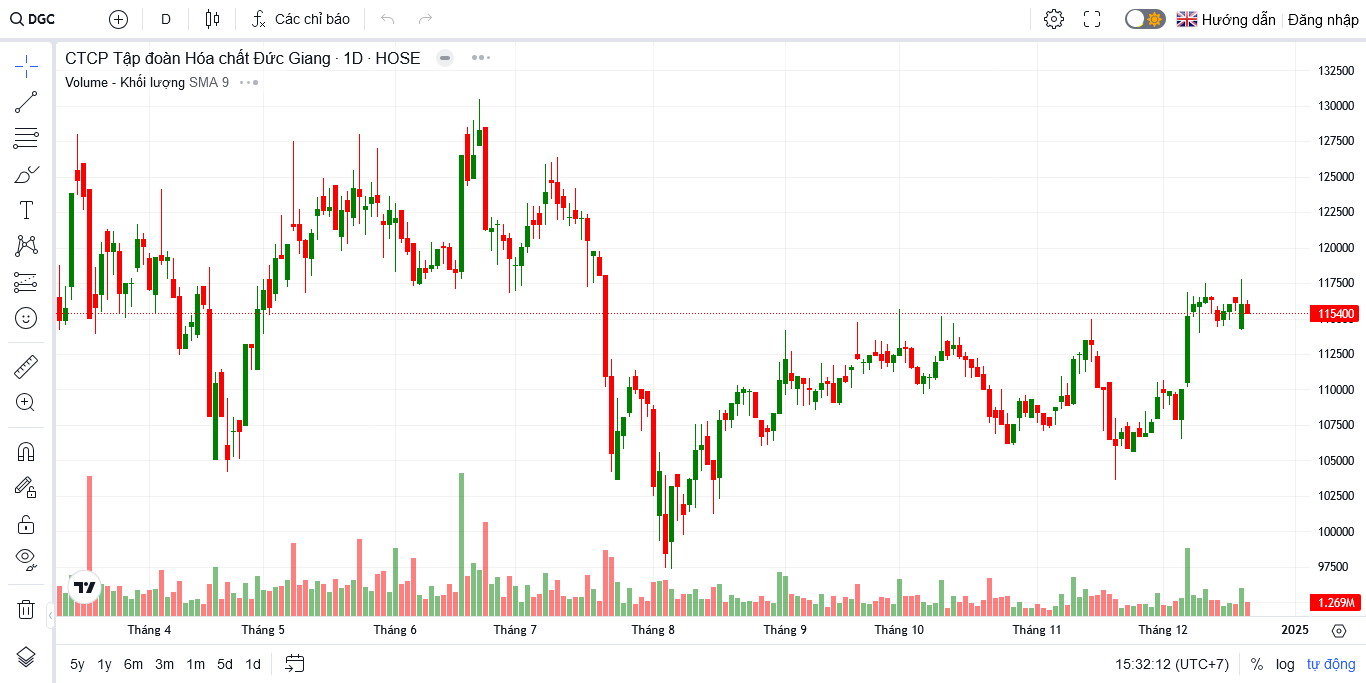 DGC D Các chỉ báo Hướng dẫn Đăng nhập
CTCP Tập đoàn Hóa chất Đức Giang · 1D · HOSE
Volume - Khối lượng SMA 9
132500
130000
127500
125000
122500
120000
117500
115400
112500
110000
107500
105000
102500
100000
97500
1.269M
Tháng 4 Tháng 5 Tháng 6 Tháng 7 Tháng 8 Tháng 9 Tháng 10 Tháng 11 Tháng 12 2025
5y 1y 6m 3m 1m 5d 1d 15:32:12 (UTC+7) % log tự động